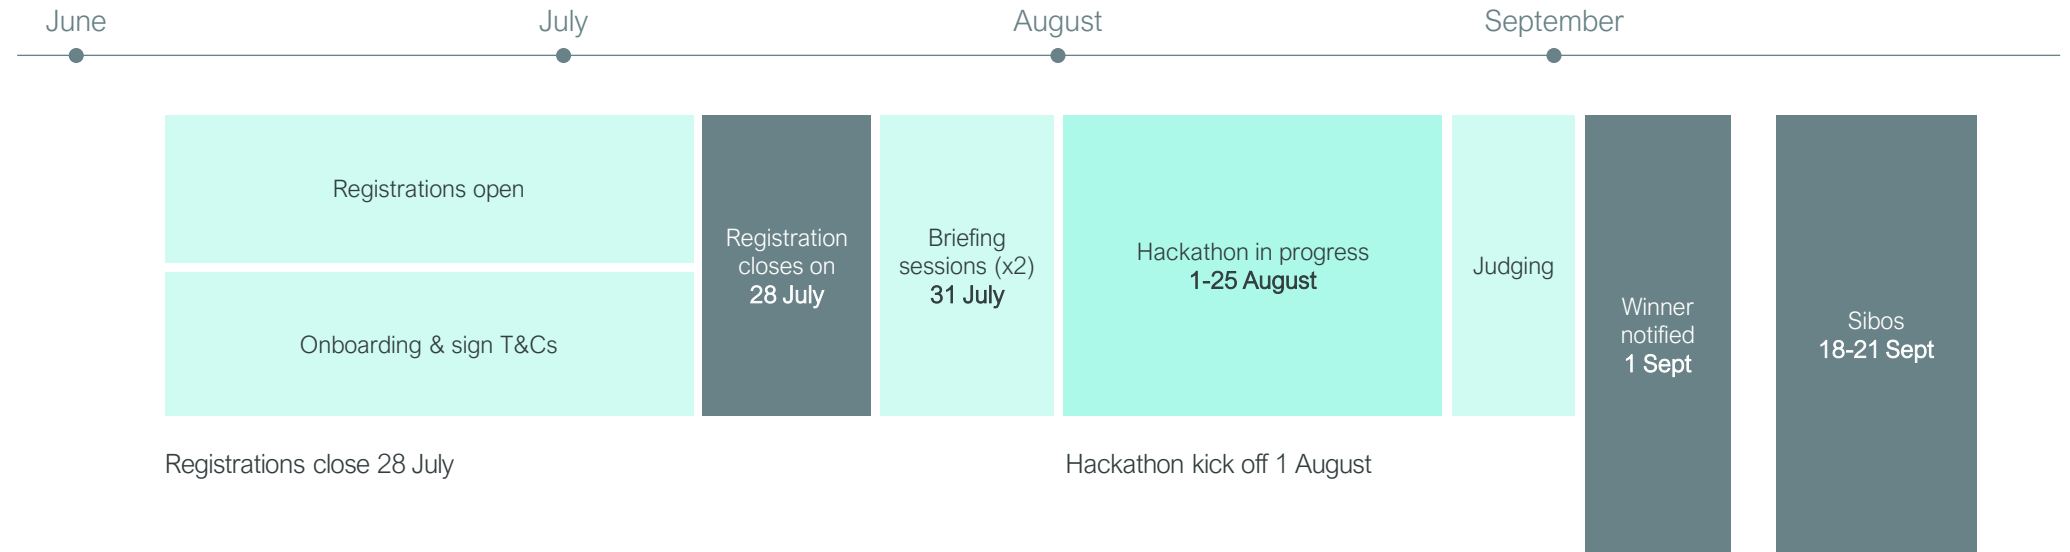 June
July
August
September
Registrations open
Onboarding & sign T&Cs
Registration
closes on
28 July
Briefing
sessions (x2)
31 July
Hackathon in progress
1-25 August
Judging
Winner
notified
1 Sept
Sibos
18-21 Sept
Registrations close 28 July
Hackathon kick off 1 August